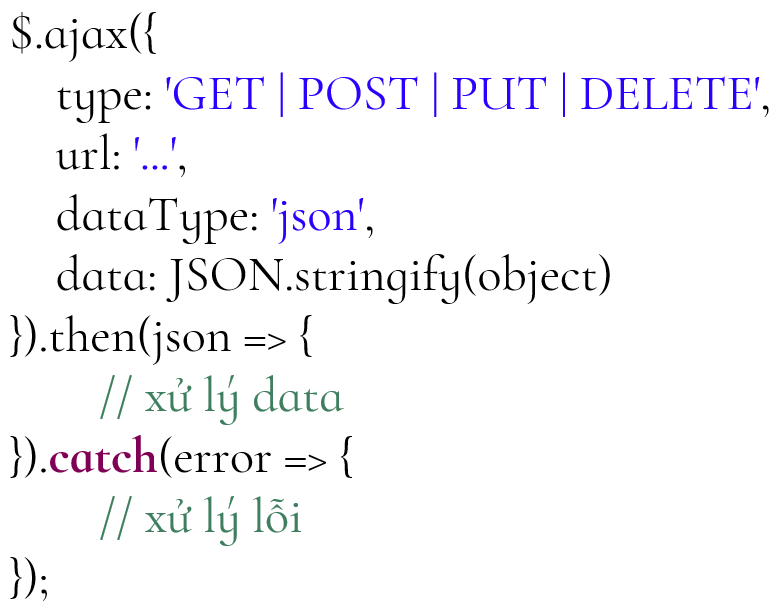 $.ajax({
type: 'GET | POST | PUT | DELETE',
url: '...',
dataType: 'json',
data: JSON.stringify(object)
}).then(json => {
// xử lý data
}).catch(error => {
// xử lý lỗi
});